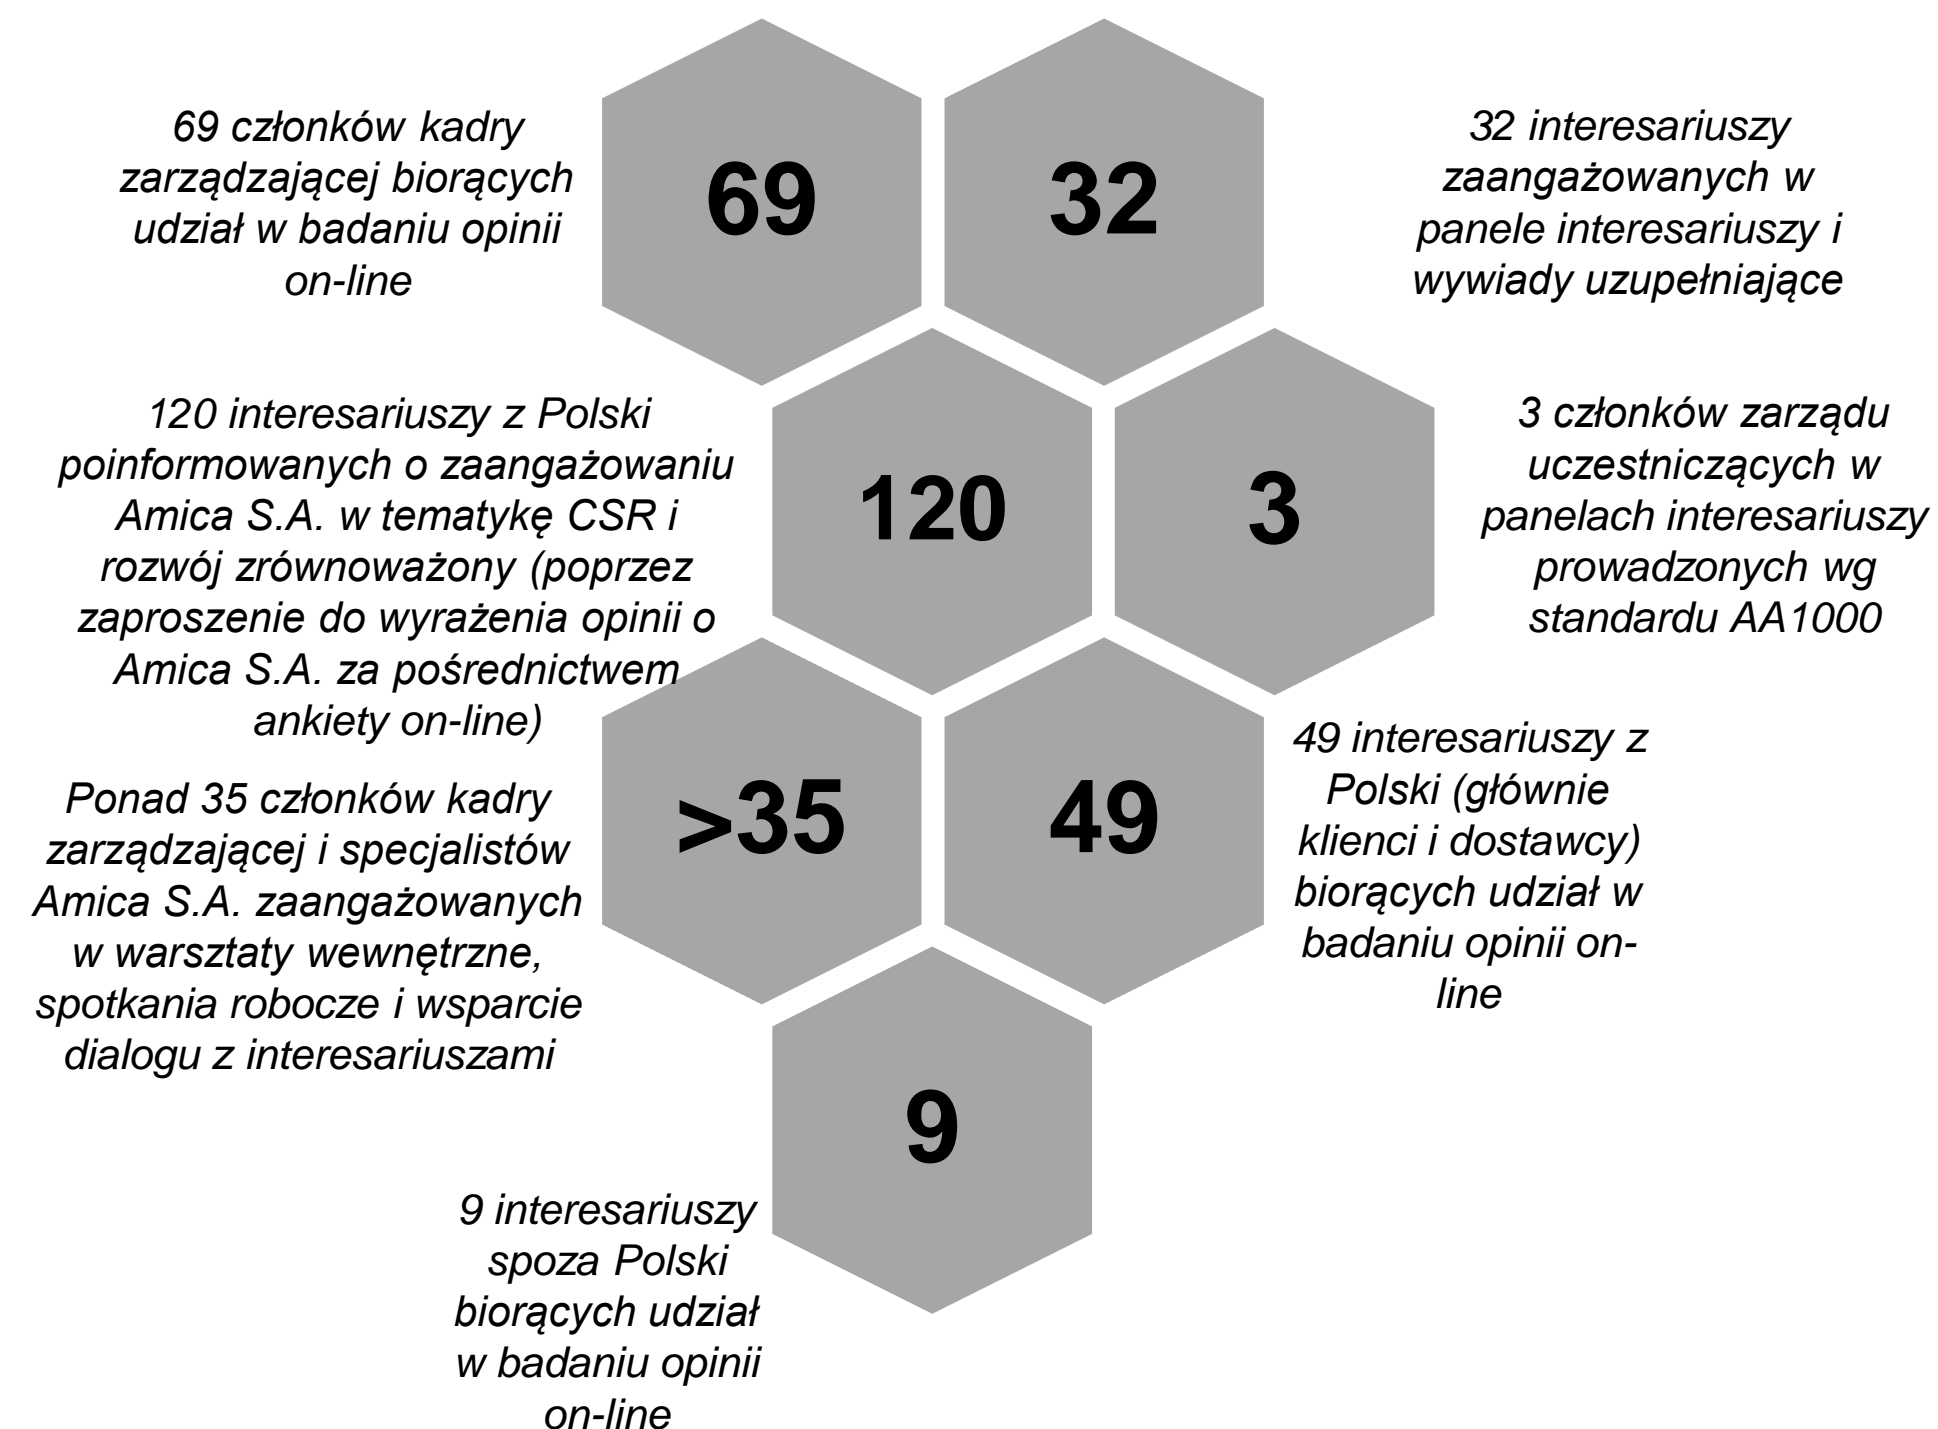 69 członków kadry
zarządzającej biorących
udział w badaniu opinii
on-line
69
32
32 interesariuszy
zaangażowanych w
panele interesariuszy i
wywiady uzupełniające
120 interesariuszy z Polski
poinformowanych o zaangażowaniu
Amica S.A. w tematykę CSR i
rozwój zrównoważony (poprzez
zaproszenie do wyrażenia opinii o
Amica S.A. za pośrednictwem
ankiety on-line)
120
3
3 członków zarządu
uczestniczących w
panelach interesariuszy
prowadzonych wg
standardu AA1000
Ponad 35 członków kadry
zarządzającej i specjalistów
Amica S.A. zaangażowanych
w warsztaty wewnętrzne,
spotkania robocze i wsparcie
dialogu z interesariuszami
>35
49
49 interesariuszy z
Polski (głównie
klienci i dostawcy)
biorących udział w
badaniu opinii on-
line
9
9 interesariuszy
spoza Polski
biorących udział
w badaniu opinii
on-line